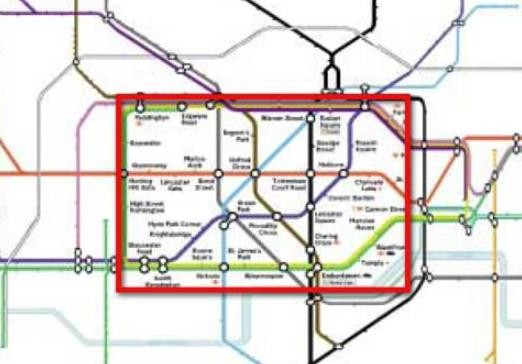 Paddington
Edgware
Road
Warren Street
Euston
Square
Regent's
Park
Goodge
Street
Russell
Square
Bayswater
Queensway
Marble
Arch
Oxford
Circus
Holborn
Notting
Hill Gate
Lancaster
Gate
Bond
Street
Tottenham
Court Road
Chancery
Lane
High Street
Kensington
Green
Park
Covent Garden
Leicester
Square
Cannon Street
Mansion
House
Hyde Park Corner
Knightsbridge
Piccadilly
Circus
Charing
Cross
Gloucester
Road
Sloane
Square
St. James's
Park
Blackfriars
Temple
South
Kensington
Victoria
Westminster
Embankment